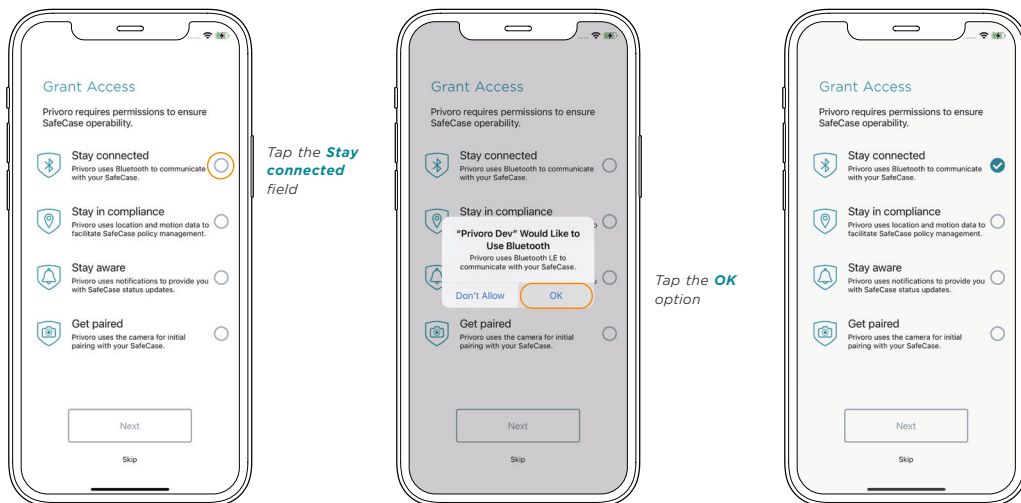 Grant Access
Privoro requires permissions to ensure
SafeCase operability.
Stay connected
Privoro uses Bluetooth to communicate
with your SafeCase.
Stay in compliance
Privoro uses location and motion data to
facilitate SafeCase policy management.
Stay aware
Privoro uses notifications to provide you
with SafeCase status updates.
Get paired
Privoro uses the camera for initial
pairing with your SafeCase.
Next
Skip
Tap the Stay
connected
field
Grant Access
Privoro requires permissions to ensure
SafeCase operability.
Stay connected
Privoro uses Bluetooth to communicate
with your SafeCase.
Stay in compliance
"Privoro Dev" Would Like to
Use Bluetooth
Privoro uses Bluetooth LE to
communicate with your SafeCase.
Don't Allow
OK
Get paired
Privoro uses the camera for initial
pairing with your SafeCase.
Next
Skip
Tap the OK
option
Grant Access
Privoro requires permissions to ensure
SafeCase operability.
Stay connected
Privoro uses Bluetooth to communicate
with your SafeCase.
Stay in compliance
Privoro uses location and motion data to
facilitate SafeCase policy management.
Stay aware
Privoro uses notifications to provide you
with SafeCase status updates.
Get paired
Privoro uses the camera for initial
pairing with your SafeCase.
Next
Skip